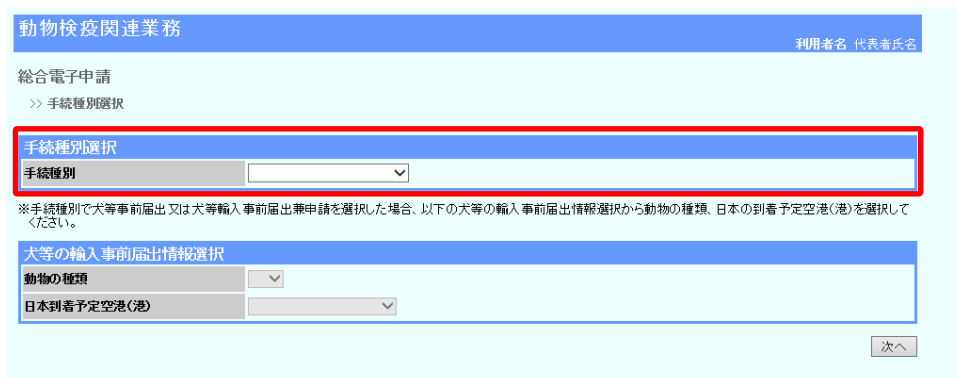 動物検疫関連業務
利用者名 代表者氏名
総合電子申請
>> 手続種別選択
手続種別選択
手続種別
※手続種別で犬等事前届出又は犬等輸入事前届出兼申請を選択した場合、以下の犬等の輸入事前届出情報選択から動物の種類、日本の到着予定空港(港)を選択して
ください。
犬等の輸入事前届出情報選択
動物の種類
日本到着予定空港(港)
次へ